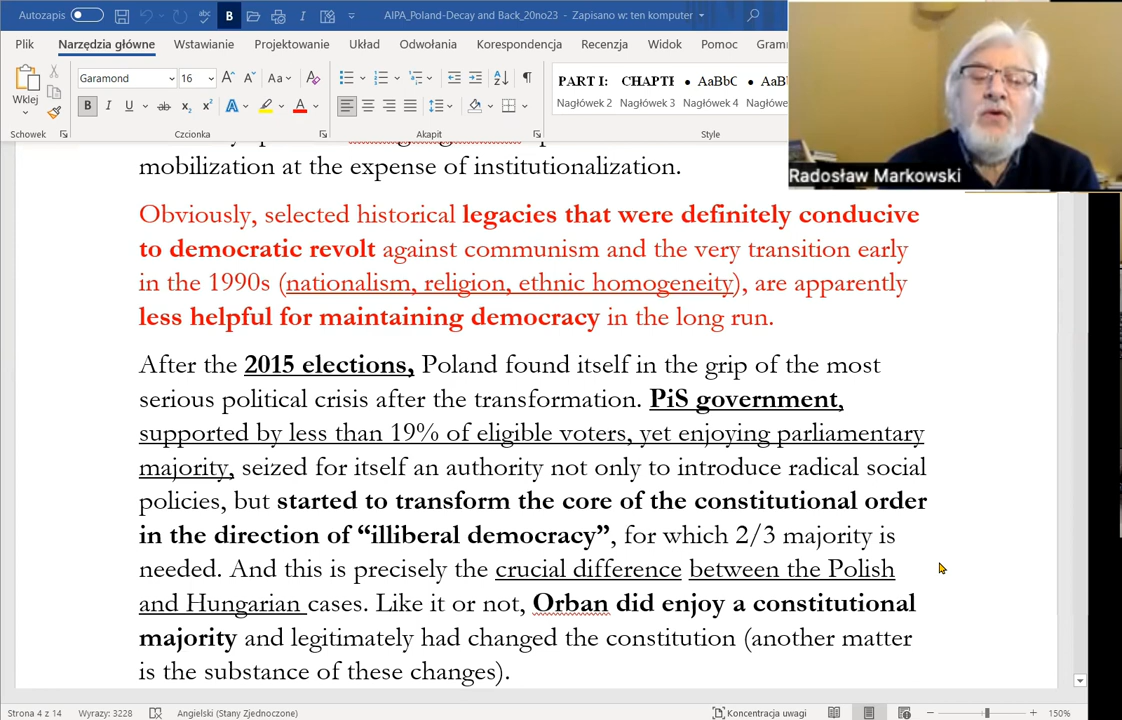 Autozapis
B
AIPA_Poland-Decay and Back_20no23 - Zapisano w: ten komputer
Plik Narzędzia główne Wstawianie Projektowanie Układ Odwołania Korespondencja Recenzja Widok Pomoc Gramm
Wklej
Garamond 16 A A Aa A
B I U ab x₂ x² A A
PART I: CHAPTE AaBbC AaBb
Nagłówek 2 Nagłówek 3 Nagłówek 4 Nagłówek
Schowek Czcionka Akapit Style
Radosław Markowski
mobilization at the expense of institutionalization.
Obviously, selected historical legacies that were definitely conducive
to democratic revolt against communism and the very transition early
in the 1990s (nationalism, religion, ethnic homogeneity), are apparently
less helpful for maintaining democracy in the long run.
After the 2015 elections, Poland found itself in the grip of the most
serious political crisis after the transformation. PiS government,
supported by less than 19% of eligible voters, yet enjoying parliamentary
majority, seized for itself an authority not only to introduce radical social
policies, but started to transform the core of the constitutional order
in the direction of “illiberal democracy”, for which 2/3 majority is
needed. And this is precisely the crucial difference between the Polish
and Hungarian cases. Like it or not, Orban did enjoy a constitutional
majority and legitimately had changed the constitution (another matter
is the substance of these changes).
Strona 4 z 14 Wyrazy: 3228 Angielski (Stany Zjednoczone) Koncentracja uwagi 150%